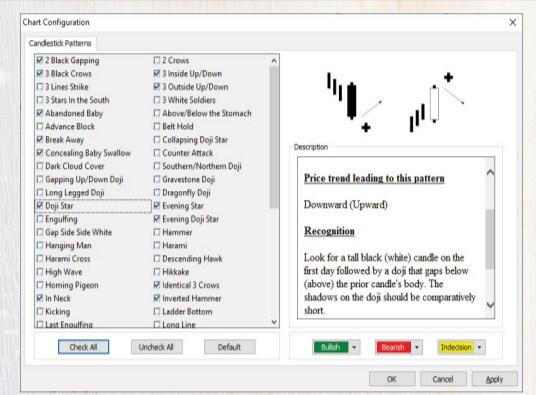 Chart Configuration
Candlestick Patterns
2 Black Gapping
2 Crows
3 Black Crows
3 Inside Up/Down
3 Lines Strike
3 Outside Up/Down
3 Stars In the South
3 White Soldiers
Abandoned Baby
Above/Below the Stomach
Advance Block
Belt Hold
Break Away
Collapsing Doji Star
Concealing Baby Swallow
Counter Attack
Dark Cloud Cover
Southern/Northern Doji
Gapping Up/Down Doji
Gravestone Doji
Long Legged Doji
Dragonfly Doji
Doji Star
Evening Star
Engulfing
Evening Doji Star
Gap Side Side White
Hammer
Hanging Man
Harami
Harami Cross
Descending Hawk
High Wave
Hikkake
Homing Pigeon
Identical 3 Crows
In Neck
Inverted Hammer
Kicking
Ladder Bottom
Last Engulfing
Long Line
Description
Price trend leading to this pattern
Downward (Upward)
Recognition
Look for a tall black (white) candle on the
first day followed by a doji that gaps below
(above) the prior candle's body. The
shadows on the doji should be comparatively
short.
Check All
Uncheck All
Default
Bullish
Bearish
Indecision
OK
Cancel
Apply